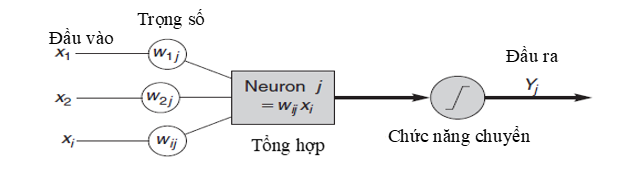 Trọng số
Đầu vào
x₁ w₁ⱼ
x₂ w₂ⱼ
xᵢ wᵢⱼ
Neuron j
= wᵢⱼ xᵢ
Tổng hợp
Chức năng chuyển
Đầu ra
Yⱼ